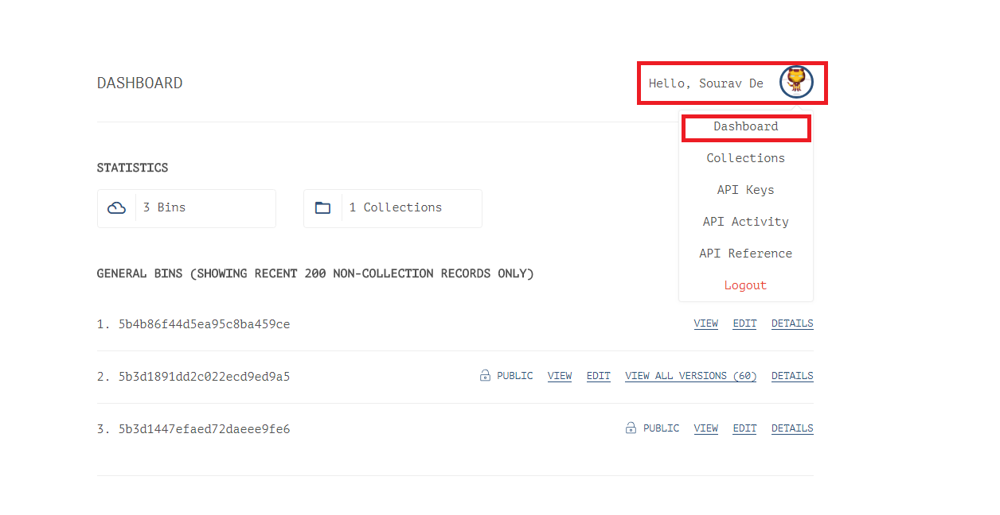 DASHBOARD
Hello, Sourav De
Dashboard
Collections
API Keys
API Activity
API Reference
Logout
STATISTICS
3 Bins
1 Collections
GENERAL BINS (SHOWING RECENT 200 NON-COLLECTION RECORDS ONLY)
1. 5b4b86f44d5ea95c8ba459ce VIEW EDIT DETAILS
2. 5b3d1891dd2c022ecd9ed9a5 PUBLIC VIEW EDIT VIEW ALL VERSIONS (60) DETAILS
3. 5b3d1447efaed72daeee9fe6 PUBLIC VIEW EDIT DETAILS